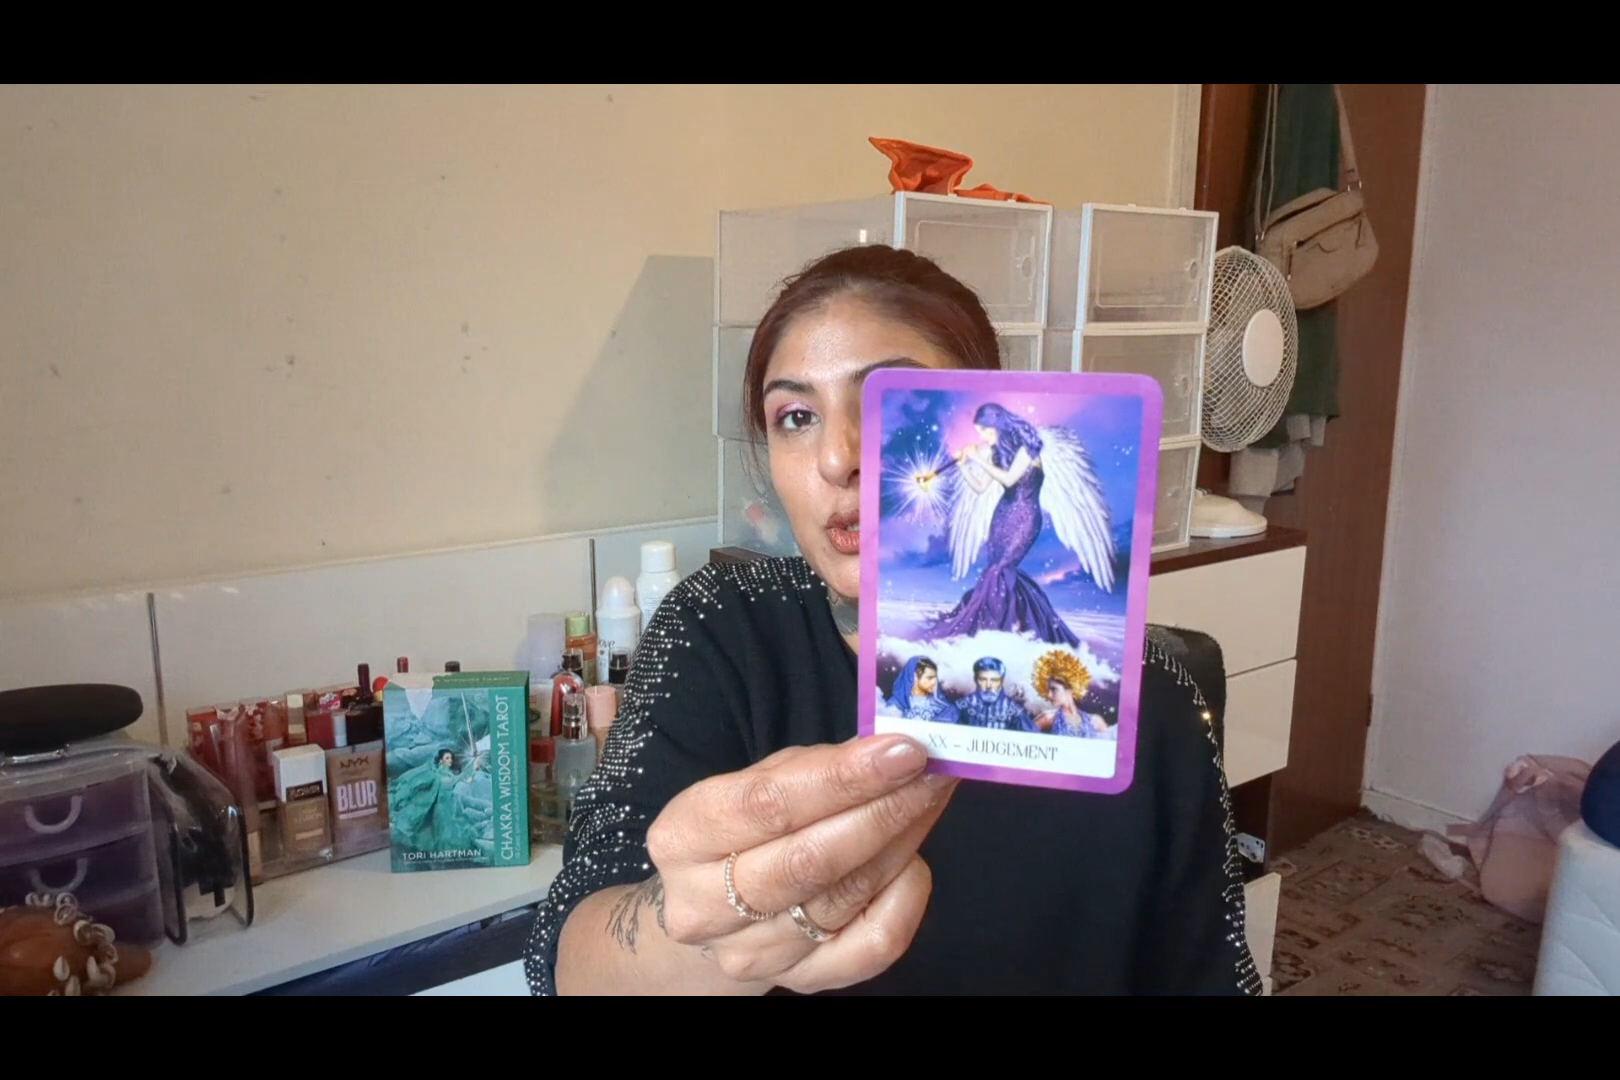 XX – JUDGEMENT
CHAKRA WISDOM TAROT
TORI HARTMAN
NYX
BLUR